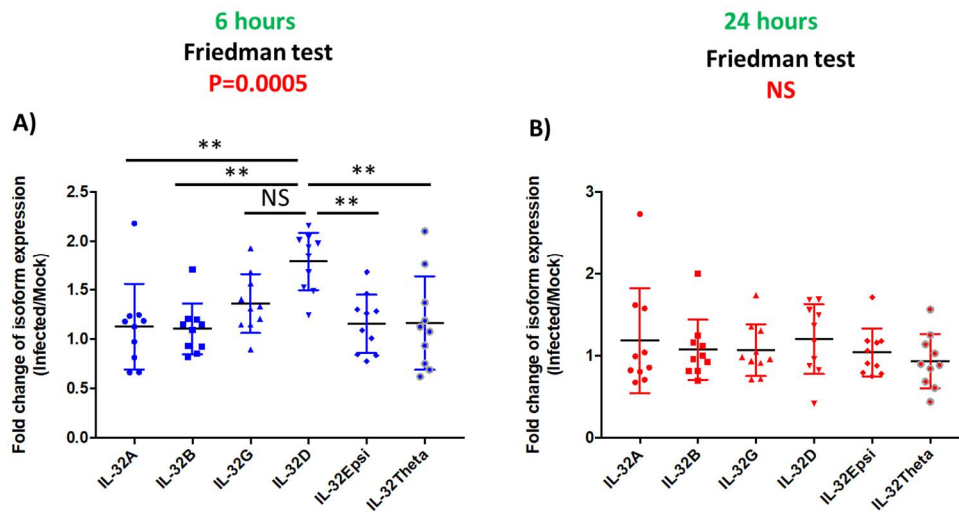 6 hours
Friedman test
P=0.0005
A)
**
**
**
NS
**
Fold change of isoform expression
(Infected/Mock)
2.5
2.0
1.5
1.0
0.5
0.0
IL-32A
IL-32B
IL-32G
IL-32D
IL-32Epsi
IL-32Theta
24 hours
Friedman test
NS
B)
Fold change of isoform expression
(Infected/Mock)
3
2
1
0
IL-32A
IL-32B
IL-32G
IL-32D
IL-32Epsi
IL-32Theta